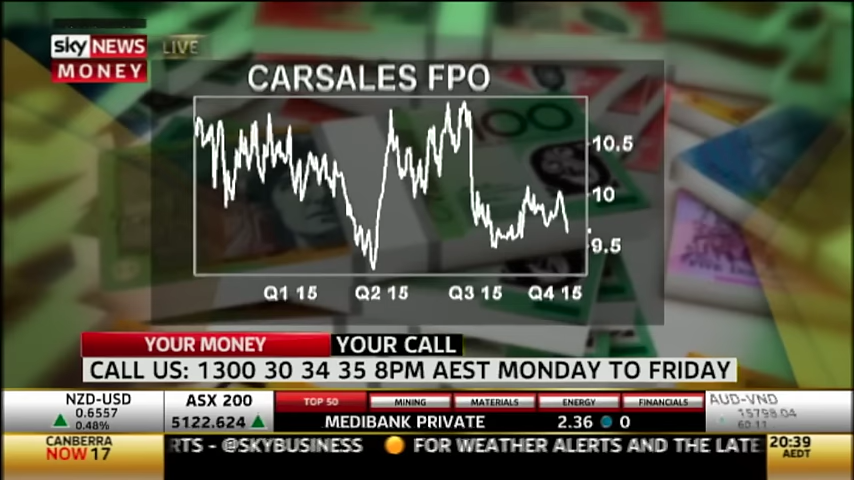 sky NEWS LIVE
MONEY
CARSALES FPO
10.5
10
9.5
Q1 15 Q2 15 Q3 15 Q4 15
YOUR MONEY YOUR CALL
CALL US: 1300 30 34 35 8PM AEST MONDAY TO FRIDAY
NZD-USD ASX 200 TOP 50 MINING MATERIALS ENERGY FINANCIALS AUD-VND
0.6557
0.48% 5122.624 MEDIBANK PRIVATE 2.36 0 15798.04
CANBERRA
NOW 17 RTS - @SKYBUSINESS FOR WEATHER ALERTS AND THE LATE 20:39
AEDT
100